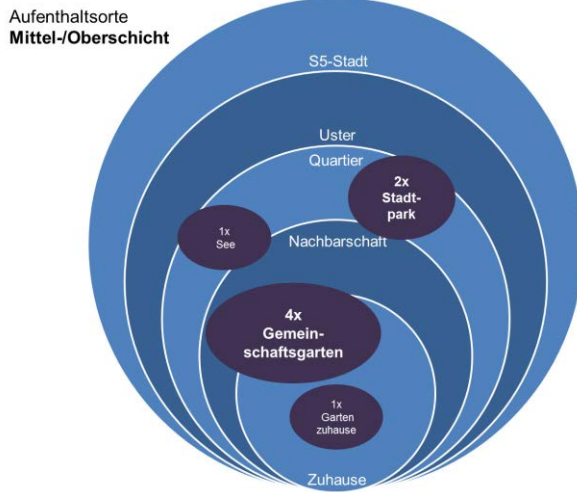 Aufenthaltsorte
Mittel-/Oberschicht
S5-Stadt
Uster
Quartier
2x
Stadt-
park
1x
See
Nachbarschaft
4x
Gemein-
schaftsgarten
1x
Garten
zuhause
Zuhause